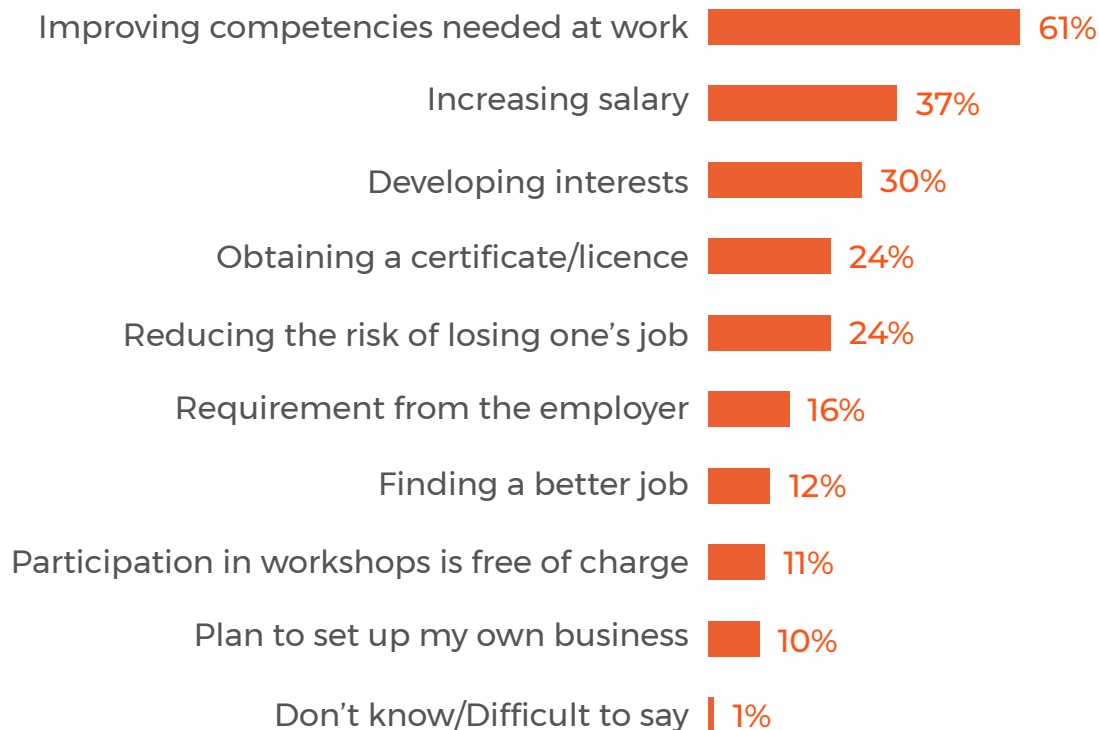 Improving competencies needed at work 61%
Increasing salary 37%
Developing interests 30%
Obtaining a certificate/licence 24%
Reducing the risk of losing one’s job 24%
Requirement from the employer 16%
Finding a better job 12%
Participation in workshops is free of charge 11%
Plan to set up my own business 10%
Don’t know/Difficult to say 1%